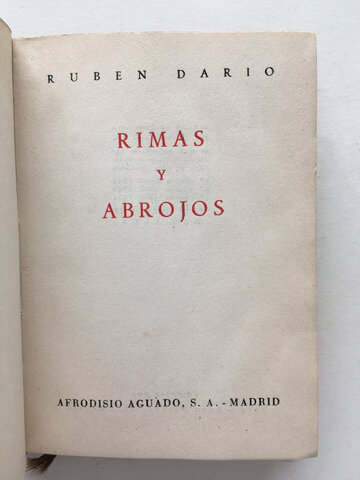 RUBEN DARIO
RIMAS
Y
ABROJOS
AFRODISIO AGUADO, S. A. - MADRID